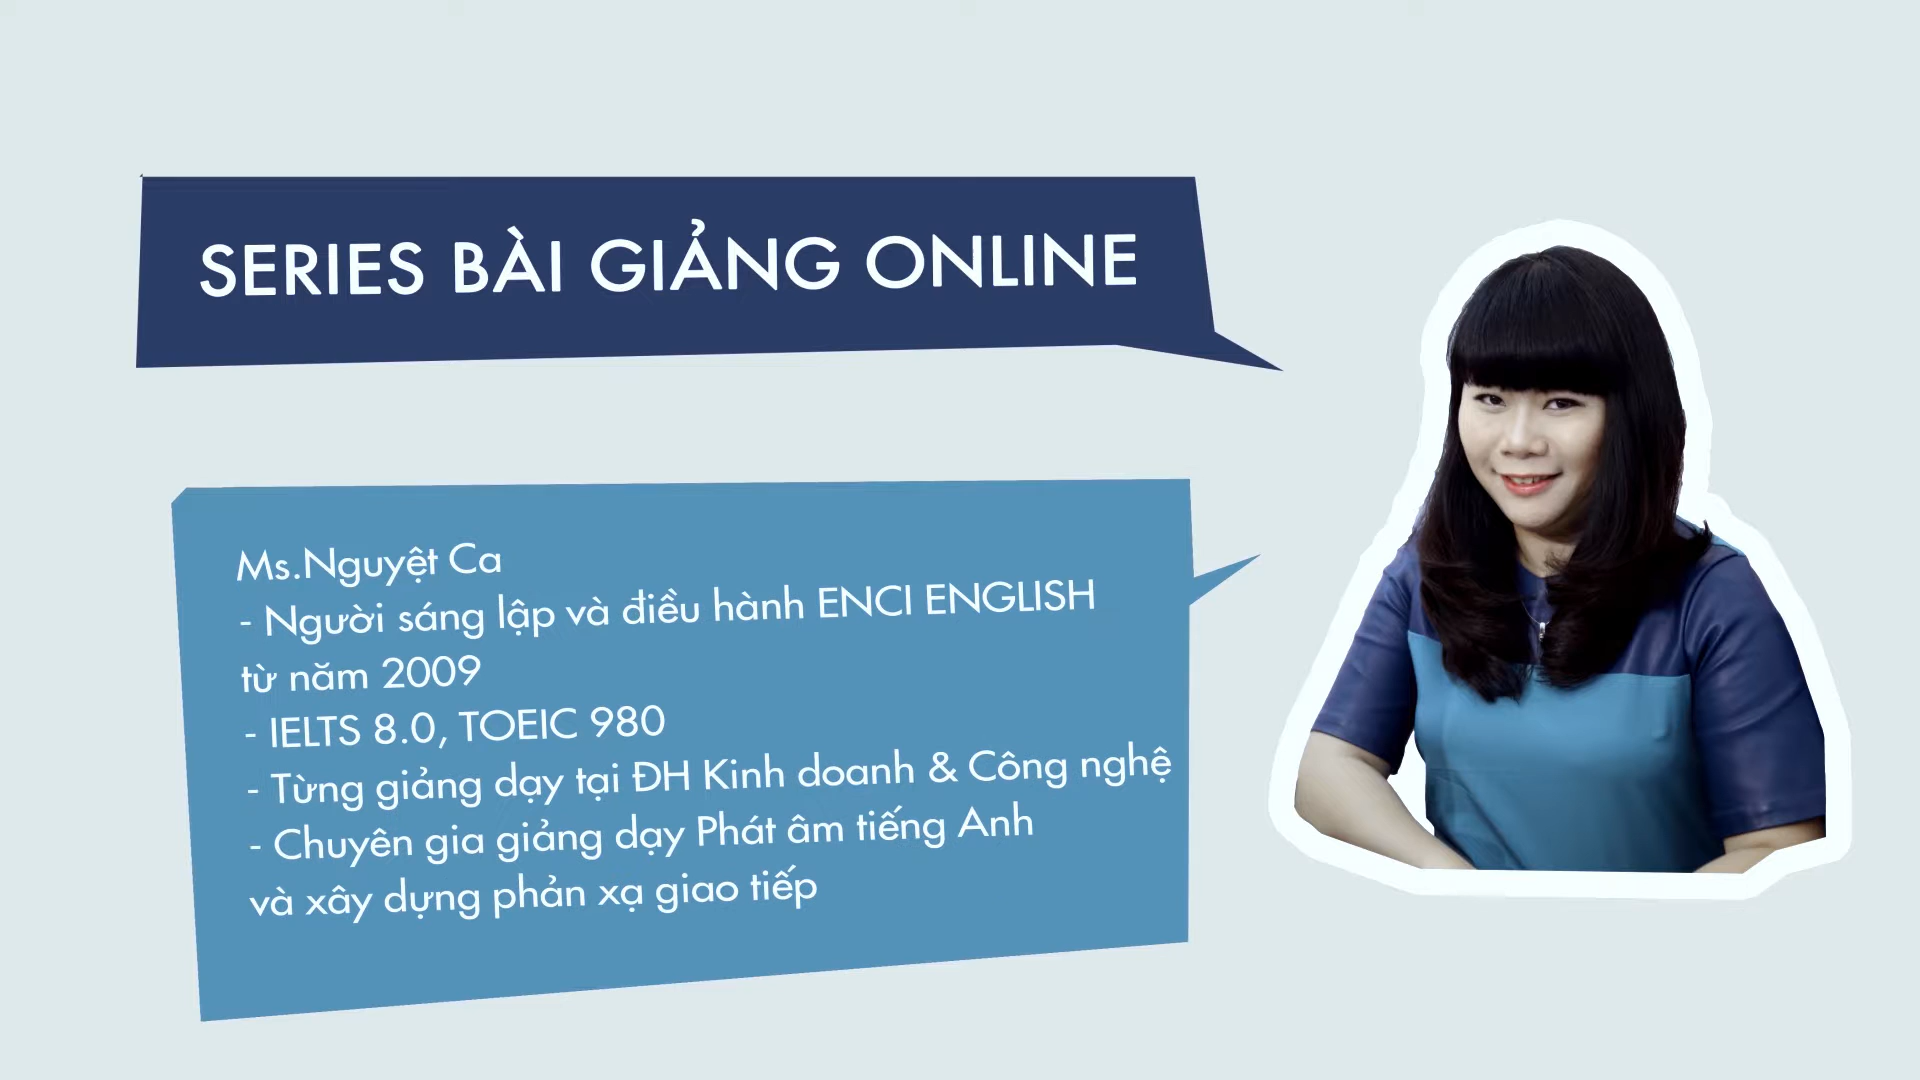 SERIES BÀI GIẢNG ONLINE
Ms.Nguyệt Ca
- Người sáng lập và điều hành ENCI ENGLISH
từ năm 2009
- IELTS 8.0, TOEIC 980
- Từng giảng dạy tại ĐH Kinh doanh & Công nghệ
- Chuyên gia giảng dạy Phát âm tiếng Anh
và xây dựng phản xạ giao tiếp